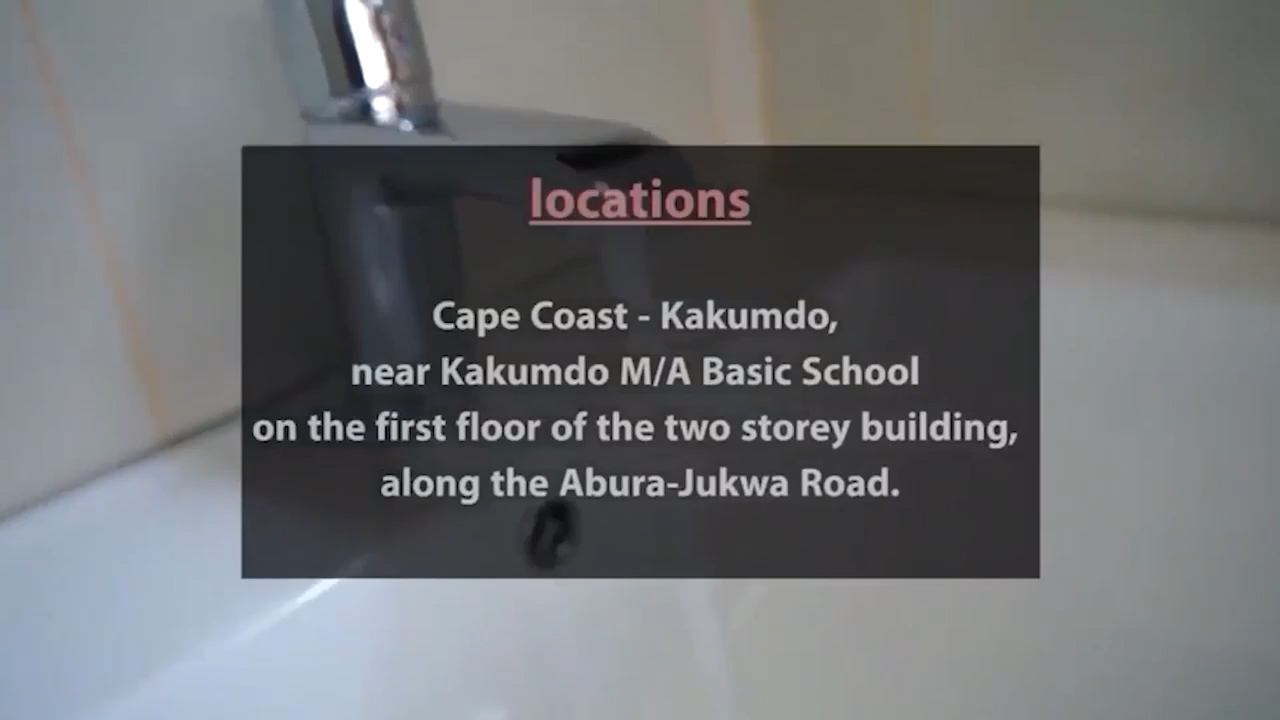 locations
Cape Coast - Kakumdo,
near Kakumdo M/A Basic School
on the first floor of the two storey building,
along the Abura-Jukwa Road.